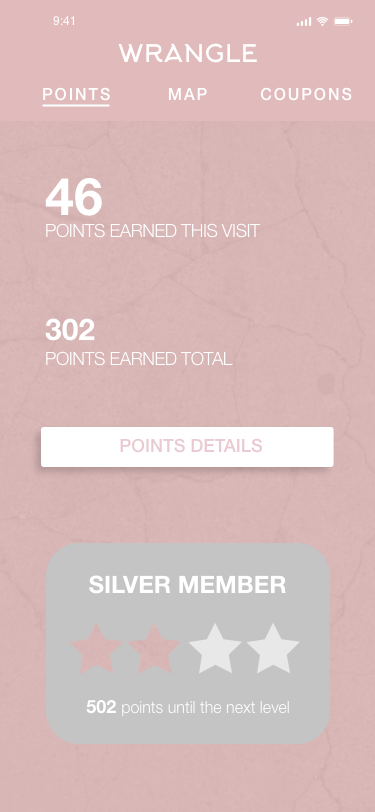 9:41
WRANGLE
POINTS MAP COUPONS
46
POINTS EARNED THIS VISIT
302
POINTS EARNED TOTAL
POINTS DETAILS
SILVER MEMBER
502 points until the next level